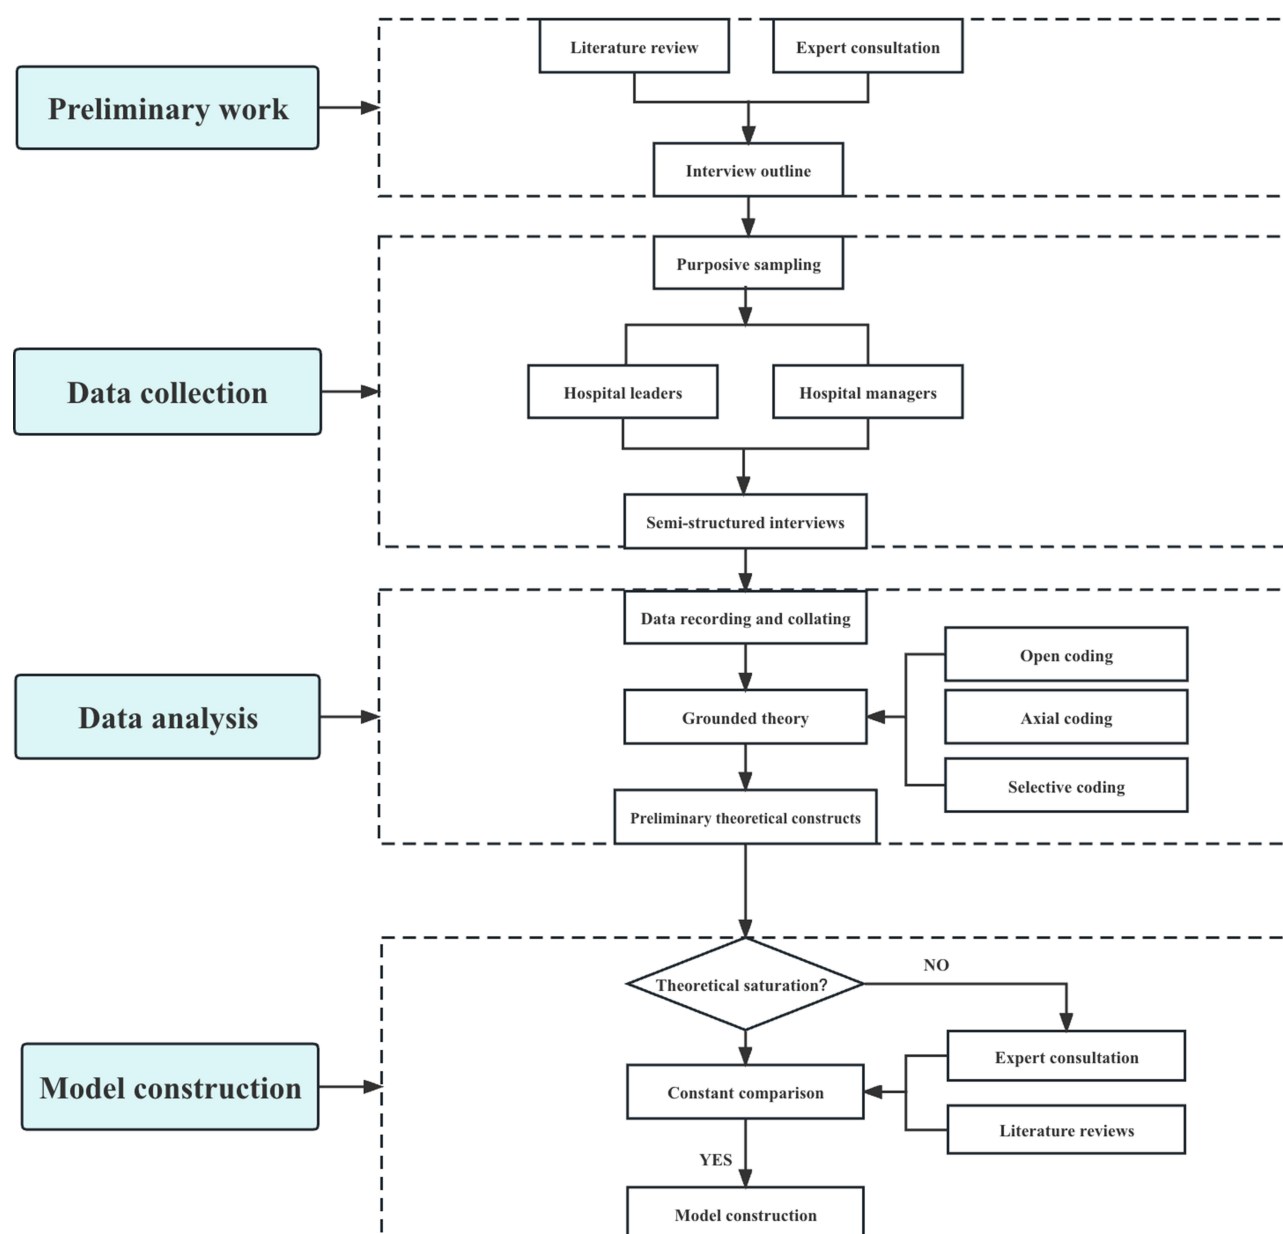 Literature review
Expert consultation
Preliminary work
Interview outline
Purposive sampling
Data collection
Hospital leaders
Hospital managers
Semi-structured interviews
Data recording and collating
Open coding
Data analysis
Grounded theory
Axial coding
Selective coding
Preliminary theoretical constructs
Theoretical saturation?
NO
Expert consultation
Model construction
Constant comparison
Literature reviews
YES
Model construction